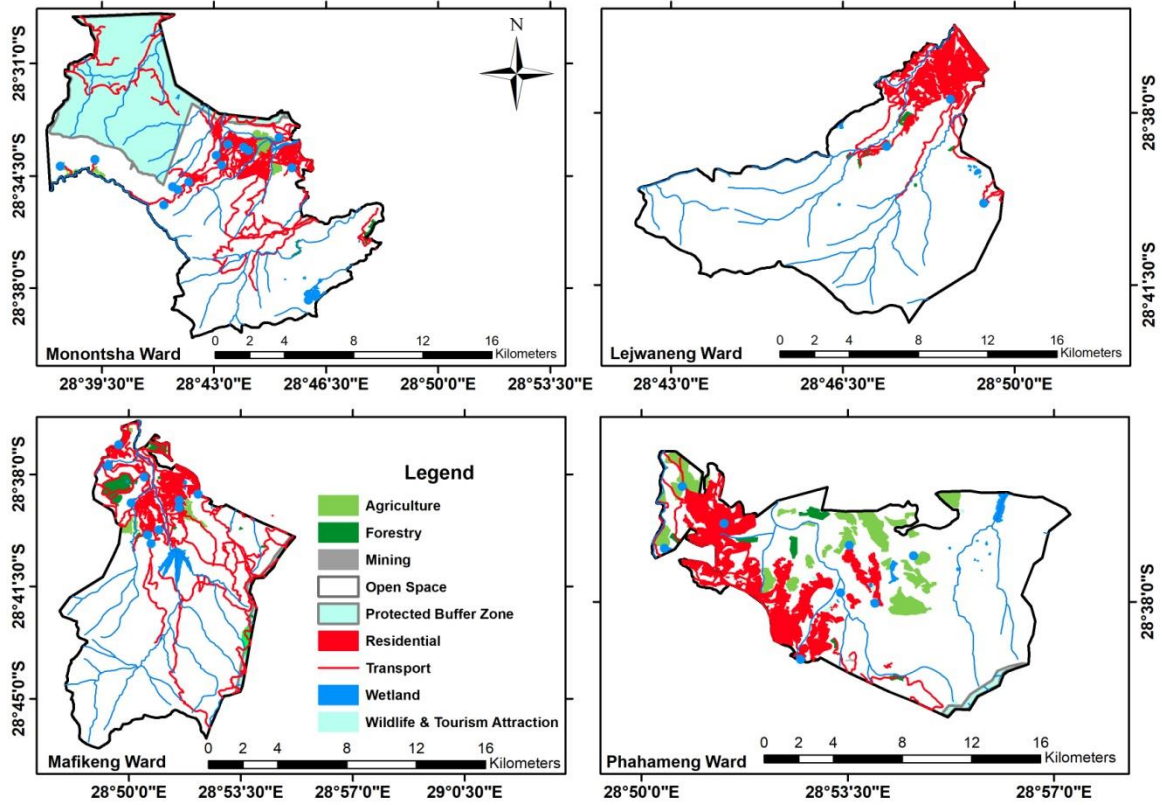 N
28°31'0"S
28°34'30"S
28°38'0"S
Monontsha Ward
0 2 4 8 12 16
Kilometers
28°39'30"E 28°43'0"E 28°46'30"E 28°50'0"E 28°53'30"E
28°38'0"S
28°41'30"S
Lejwaneng Ward
0 2 4 8 12 16
Kilometers
28°43'0"E 28°46'30"E 28°50'0"E
28°38'0"S
28°41'30"S
28°45'0"S
Legend
Agriculture
Forestry
Mining
Open Space
Protected Buffer Zone
Residential
Transport
Wetland
Wildlife & Tourism Attraction
Mafikeng Ward
0 2 4 8 12 16
Kilometers
28°50'0"E 28°53'30"E 28°57'0"E 29°0'30"E
28°38'0"S
Phahameng Ward
0 2 4 8 12 16
Kilometers
28°50'0"E 28°53'30"E 28°57'0"E